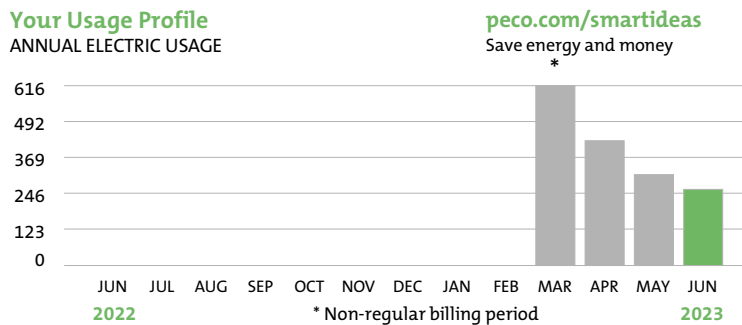 Your Usage Profile
peco.com/smartideas
ANNUAL ELECTRIC USAGE
Save energy and money
*
616
492
369
246
123
0
JUN JUL AUG SEP OCT NOV DEC JAN FEB MAR APR MAY JUN
2022 * Non-regular billing period 2023